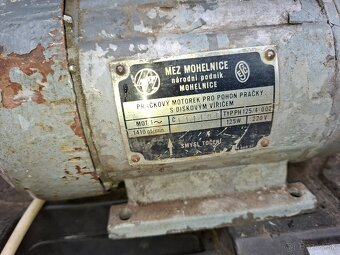 MEZ MOHELNICE
národní podnik
MOHELNICE
PRAČKOVÝ MOTOREK PRO POHON PRAČKY
S DISKOVÝM VÍŘIČEM
MOT 1~ Č TYP PH 125/4-002
1410 ot/min 125W 220 V
SMYSL TOČENÍ